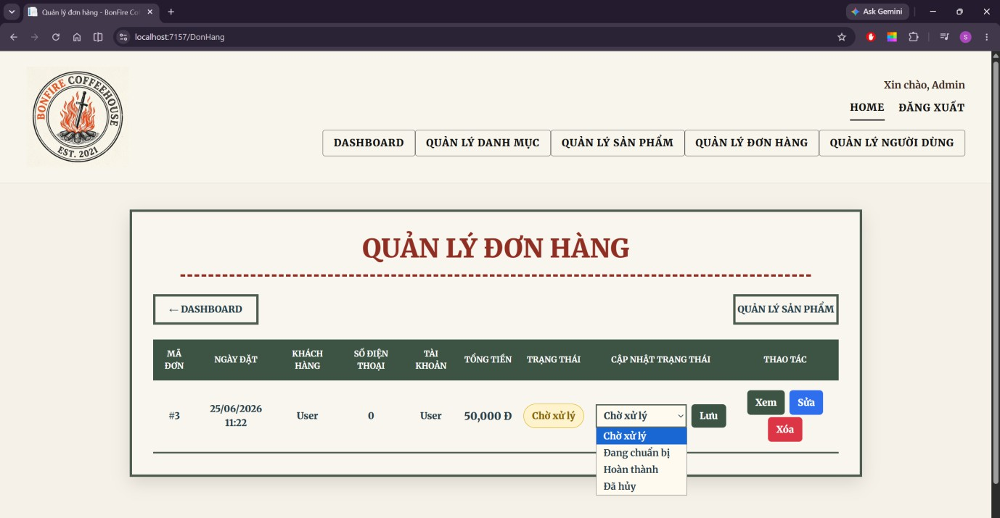 Quản lý đơn hàng - BonFire Co
Ask Gemini
localhost:7157/DonHang
S
BONFIRE COFFEEHOUSE
EST. 2021
Xin chào, Admin
HOME ĐĂNG XUẤT
DASHBOARD QUẢN LÝ DANH MỤC QUẢN LÝ SẢN PHẨM QUẢN LÝ ĐƠN HÀNG QUẢN LÝ NGƯỜI DÙNG
QUẢN LÝ ĐƠN HÀNG
← DASHBOARD QUẢN LÝ SẢN PHẨM
MÃ ĐƠN NGÀY ĐẶT KHÁCH HÀNG SỐ ĐIỆN THOẠI TÀI KHOẢN TỔNG TIỀN TRẠNG THÁI CẬP NHẬT TRẠNG THÁI THAO TÁC
#3 25/06/2026 11:22 User 0 User 50,000 Đ Chờ xử lý Chờ xử lý Lưu Xem Sửa
Xóa
Chờ xử lý
Đang chuẩn bị
Hoàn thành
Đã hủy